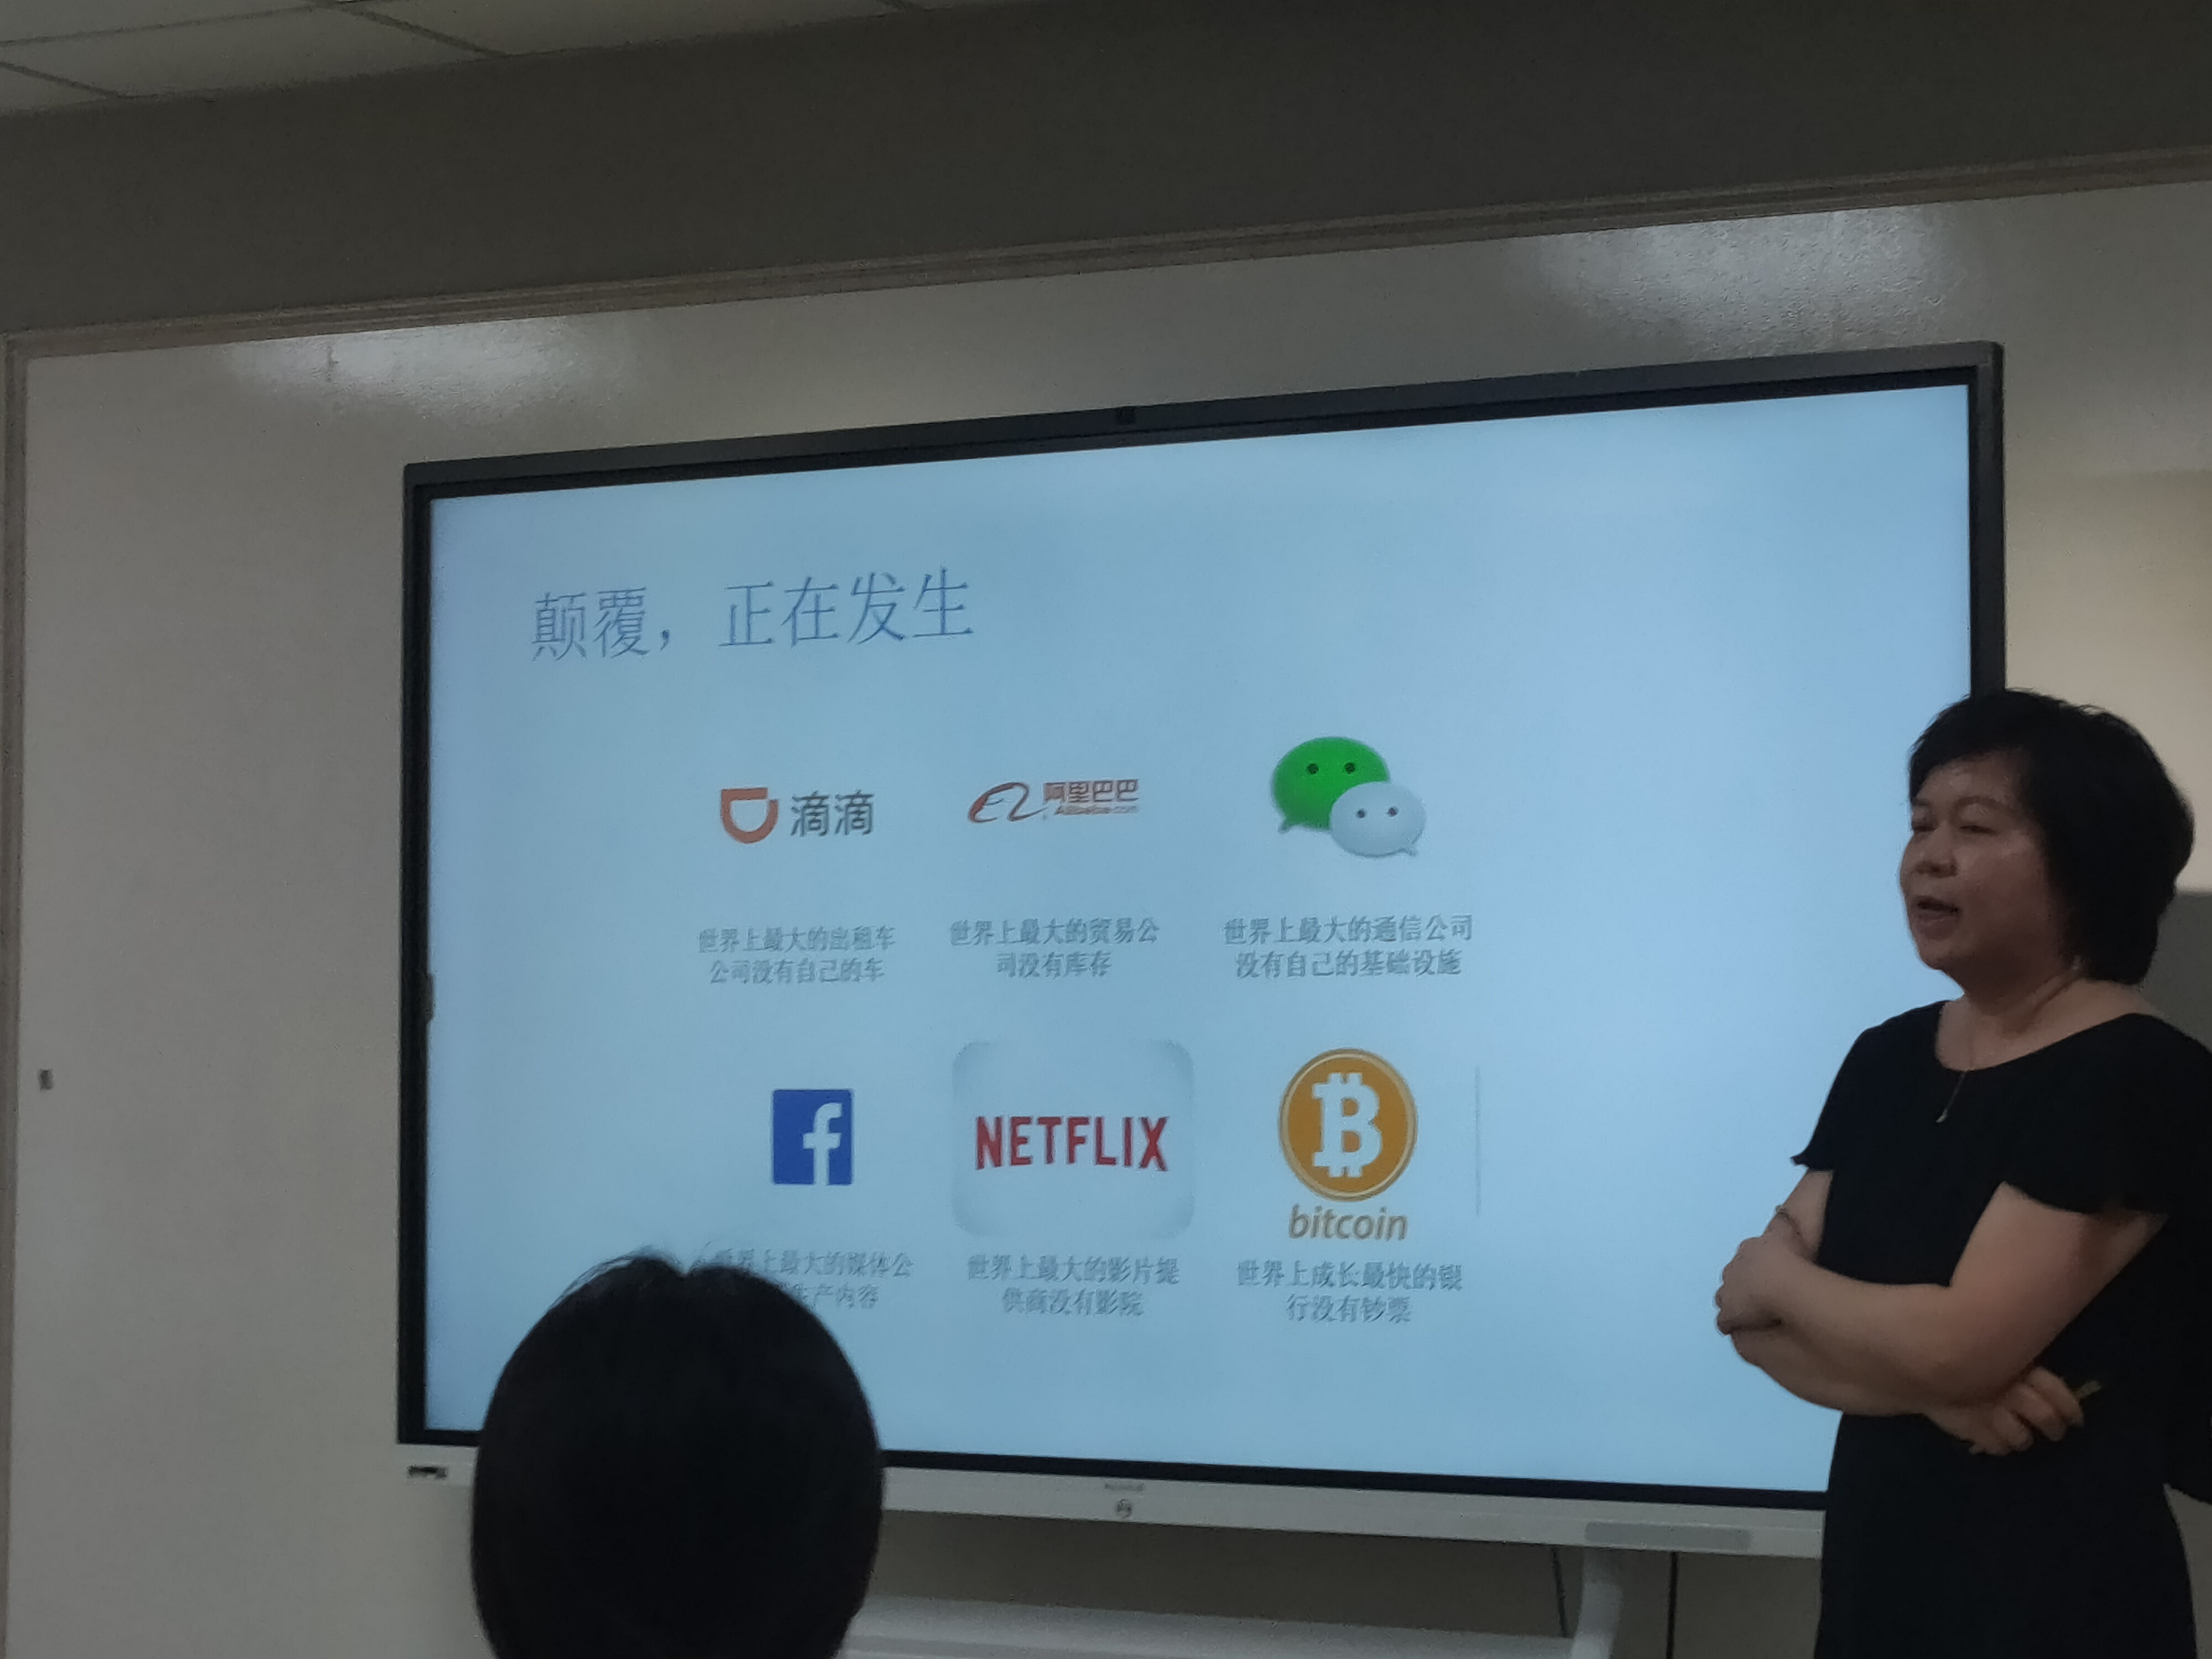 颠覆，正在发生
滴滴
阿里巴巴
Alibaba.com
世界上最大的出租车
公司没有自己的车
世界上最大的贸易公
司没有库存
世界上最大的通信公司
没有自己的基础设施
f
NETFLIX
bitcoin
世界上最大的媒体公
生产内容
世界上最大的影片提
供商没有影院
世界上成长最快的银
行没有钞票